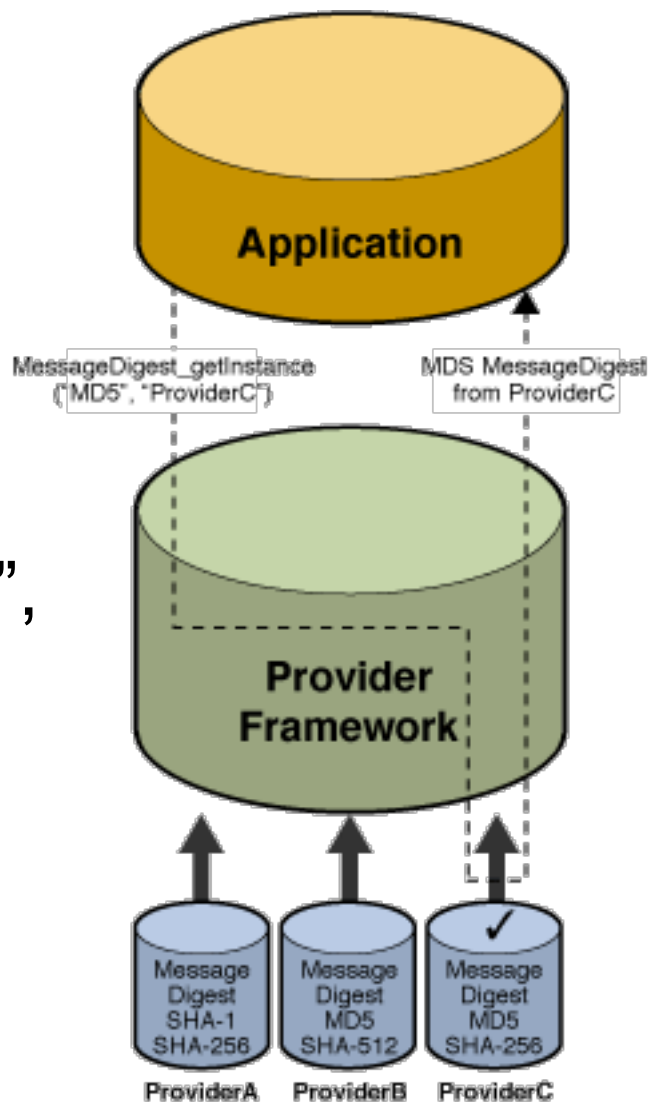 Application
MessageDigest_getInstance
("MD5", "ProviderC")
MDS MessageDigest
from ProviderC
”,
Provider
Framework
✓
Message
Digest
SHA-1
SHA-256
Message
Digest
MD5
SHA-512
Message
Digest
MD5
SHA-256
ProviderA
ProviderB
ProviderC